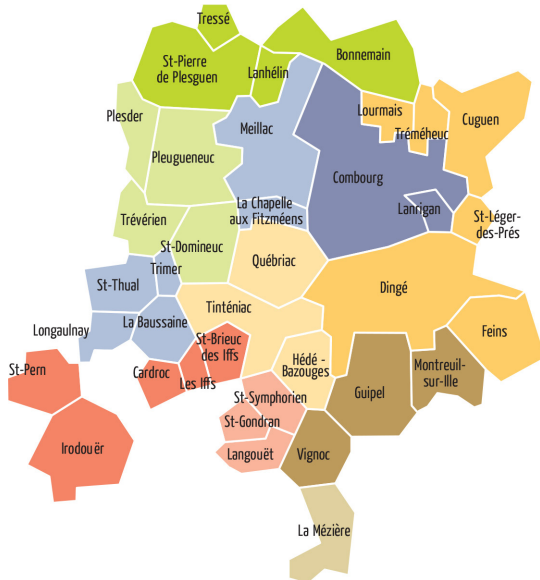 Tressé
St-Pierre
de Plesguen
Lanhélin
Bonnemain
Plesder
Meillac
Lourmais
Tréméheuc
Cuguen
Pleugueneuc
Combourg
La Chapelle
aux Fitzméens
Lanrigan
St-Léger-
des-Prés
Trévérien
St-Domineuc
Québriac
Trimer
St-Thual
Dingé
Tinténiac
Longaulnay
La Baussaine
St-Brieuc
des Iffs
Feins
St-Pern
Cardroc
Les Iffs
Hédé -
Bazouges
Montreuil-
sur-Ille
Guipel
St-Symphorien
St-Gondran
Irodouër
Langouët
Vignoc
La Mézière